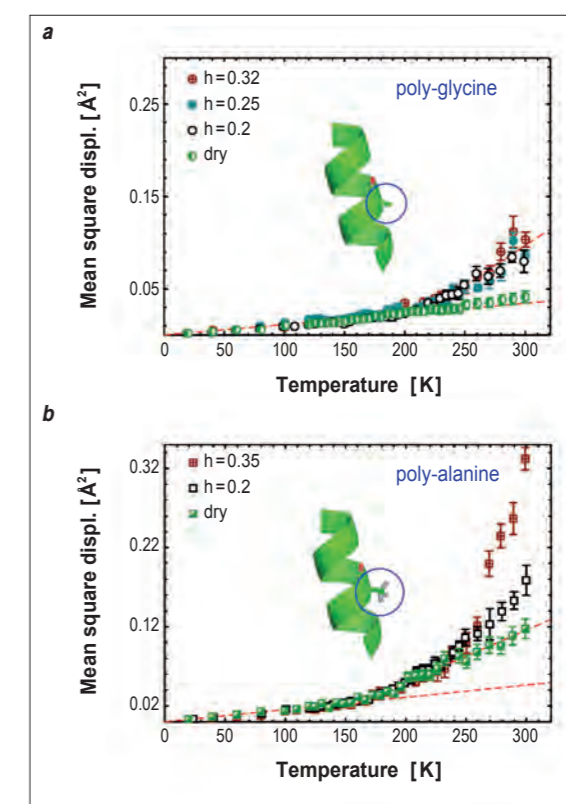 a
Mean square displ. [Å²]
h=0.32
h=0.25
h=0.2
dry
poly-glycine
0.25
0.15
0.05
0 50 100 150 200 250 300
Temperature [K]
b
Mean square displ. [Å²]
h=0.35
h=0.2
dry
poly-alanine
0.32
0.22
0.12
0.02
0 50 100 150 200 250 300
Temperature [K]